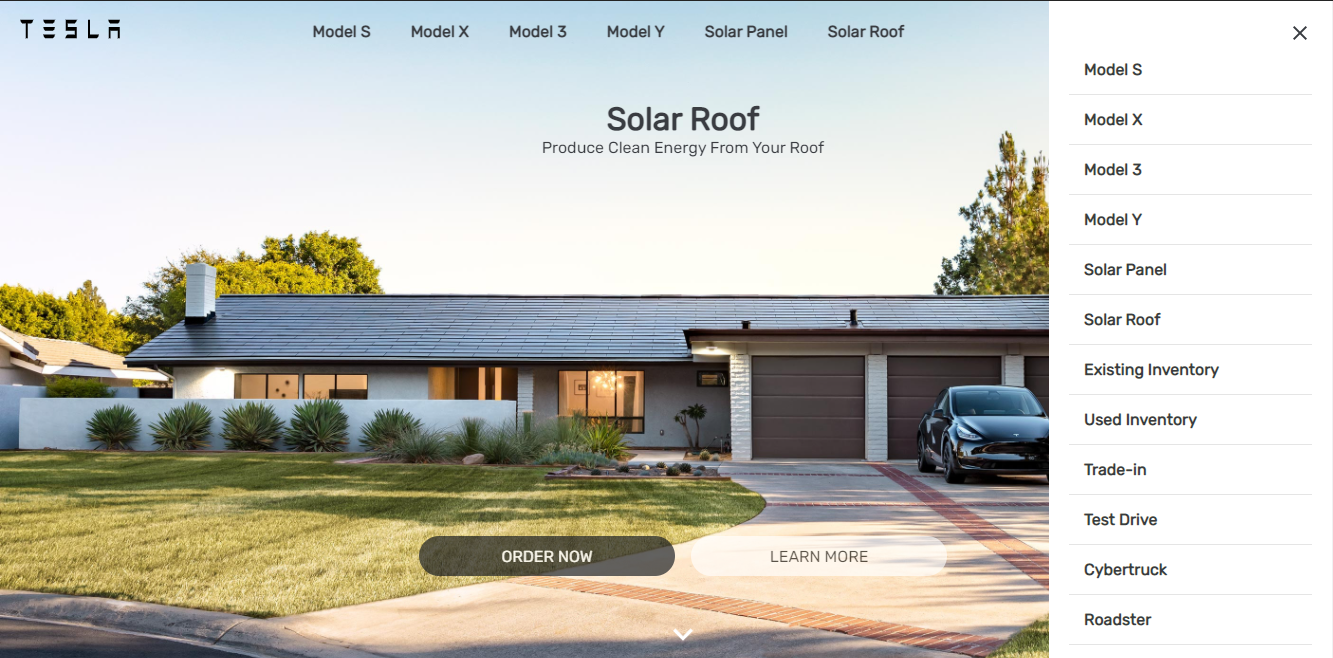 TESLA
Model S
Model X
Model 3
Model Y
Solar Panel
Solar Roof
Solar Roof
Produce Clean Energy From Your Roof
ORDER NOW
LEARN MORE
Model S
Model X
Model 3
Model Y
Solar Panel
Solar Roof
Existing Inventory
Used Inventory
Trade-in
Test Drive
Cybertruck
Roadster